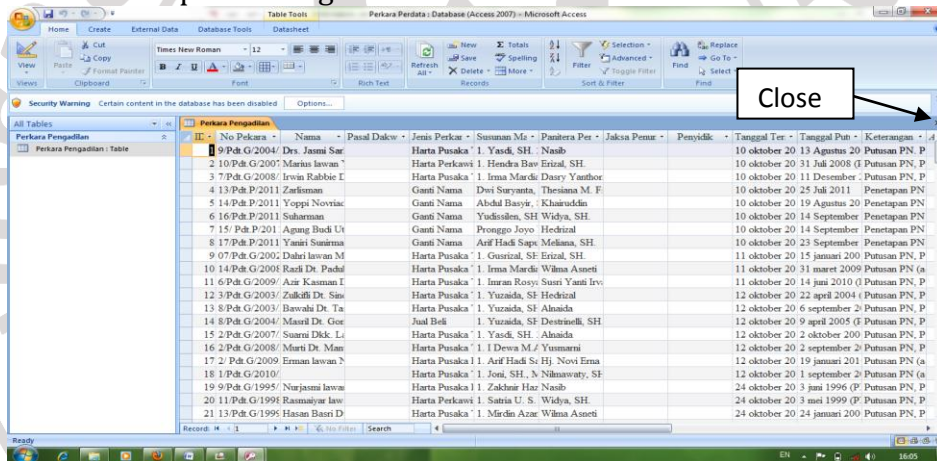 Table Tools Perkara Perdata : Database (Access 2007) - Microsoft Access
Home Create External Data Database Tools Datasheet
View Paste Cut Copy Format Painter
Times New Roman 12
B I U A
Refresh All New Save Delete Totals Spelling More
Filter Selection Advanced Toggle Filter
Find Replace Go To Select
Views Clipboard Font Rich Text Records Sort & Filter Find
Security Warning Certain content in the database has been disabled Options...
Close
All Tables
Perkara Pengadilan
Perkara Pengadilan : Table
Perkara Pengadilan
No Pekara Nama Pasal Dakw Jenis Perkar Susunan Ma Panitera Per Jaksa Penur Penyidik Tanggal Ter Tanggal Put Keterangan
1 9/Pdt.G/2004/ Drs. Jasmi Sar Harta Pusaka 1. Yasdi, SH. Nasib 10 oktober 20 13 Agustus 20 Putusan PN. P
2 10/Pdt.G/2007 Marius lawan Harta Perkawi 1. Hendra Bav Erizal, SH. 10 oktober 20 31 Juli 2008 Putusan PN, P
3 7/Pdt.G/2008/ Irwin Rabbie Harta Pusaka 1. Irma Mardia Dasry Yanthor 10 oktober 20 11 Desember Putusan PN, P
4 13/Pdt.P/2011 Zarlisman Ganti Nama Dwi Suryanta, Thesiana M. F 10 oktober 20 25 Juli 2011 Penetapan PN
5 14/Pdt.P/2011 Yoppi Novriad Ganti Nama Abdul Basyir, Khairuddin 10 oktober 20 19 Agustus 20 Penetapan PN
6 16/Pdt.P/2011 Suharman Ganti Nama Yudissilen, SH Widya, SH. 10 oktober 20 14 September Penetapan PN
7 15/ Pdt.P/201 Agung Budi Ut Ganti Nama Pronggo Joyo Hedrizal 10 oktober 20 14 September Penetapan PN
8 17/Pdt.P/2011 Yaniri Sunirma Ganti Nama Arif Hadi Sapu Meliana, SH. 10 oktober 20 23 September Penetapan PN
9 07/Pdt.G/2002 Dahri lawan M Harta Pusaka 1. Gusrizal, SH Erizal, SH. 11 oktober 20 15 januari 200 Putusan PN, P
10 14/Pdt.G/2008 Razli Dt. Padul Harta Pusaka 1. Irma Mardia Wilma Asneti 11 oktober 20 31 maret 2009 Putusan PN (a
11 6/Pdt.G/2009/ Azir Kasman Harta Pusaka 1. Imran Rosya Susri Yanti Irv 11 oktober 20 14 juni 2010 Putusan PN, P
12 3/Pdt.G/2003/ Zulkifli Dt. Sin Harta Pusaka 1. Yuzaida, SH Hedrizal 12 oktober 20 22 april 2004 Putusan PN, P
13 8/Pdt.G/2003/ Bawahi Dt. Ta Harta Pusaka 1. Yuzaida, SH Alnaida 12 oktober 20 6 september 2 Putusan PN, P
14 8/Pdt.G/2004/ Masril Dt. Gor Jual Beli 1. Yuzaida, SH Destrinelli, SH 12 oktober 20 9 april 2005 Putusan PN, P
15 2/Pdt.G/2007/ Suarni Dkk. La Harta Pusaka 1. Yasdi, SH. Alnaida 12 oktober 20 2 oktober 200 Putusan PN, P
16 2/Pdt.G/2008/ Murti Dt. Man Harta Pusaka 1. I Dewa M. Yusmarni 12 oktober 20 2 september 2 Putusan PN, P
17 2/ Pdt.G/2009 Erman lawan Harta Pusaka 1. Arif Hadi Sa Hj. Novi Erna 12 oktober 20 19 januari 201 Putusan PN (a
18 1/Pdt.G/2010/ Harta Pusaka 1. Joni, SH., Nilmawaty, SH 12 oktober 20 1 september 2 Putusan PN (a
19 9/Pdt.G/1995/ Nurjasmi lawa Harta Pusaka 1. Zakhnir Haz Nasib 24 oktober 20 3 juni 1996 (P Putusan PN, P
20 11/Pdt.G/1998 Rasmaiyar law Harta Perkawi 1. Satria U. S. Widya, SH. 24 oktober 20 3 mei 1999 (P Putusan PN, P
21 13/Pdt.G/1999 Hasan Basri D Harta Pusaka 1. Mirdin Azar Wilma Asneti 24 oktober 20 24 januari 200 Putusan PN, P
Record: 1 No Filter Search
Ready
EN 16:05